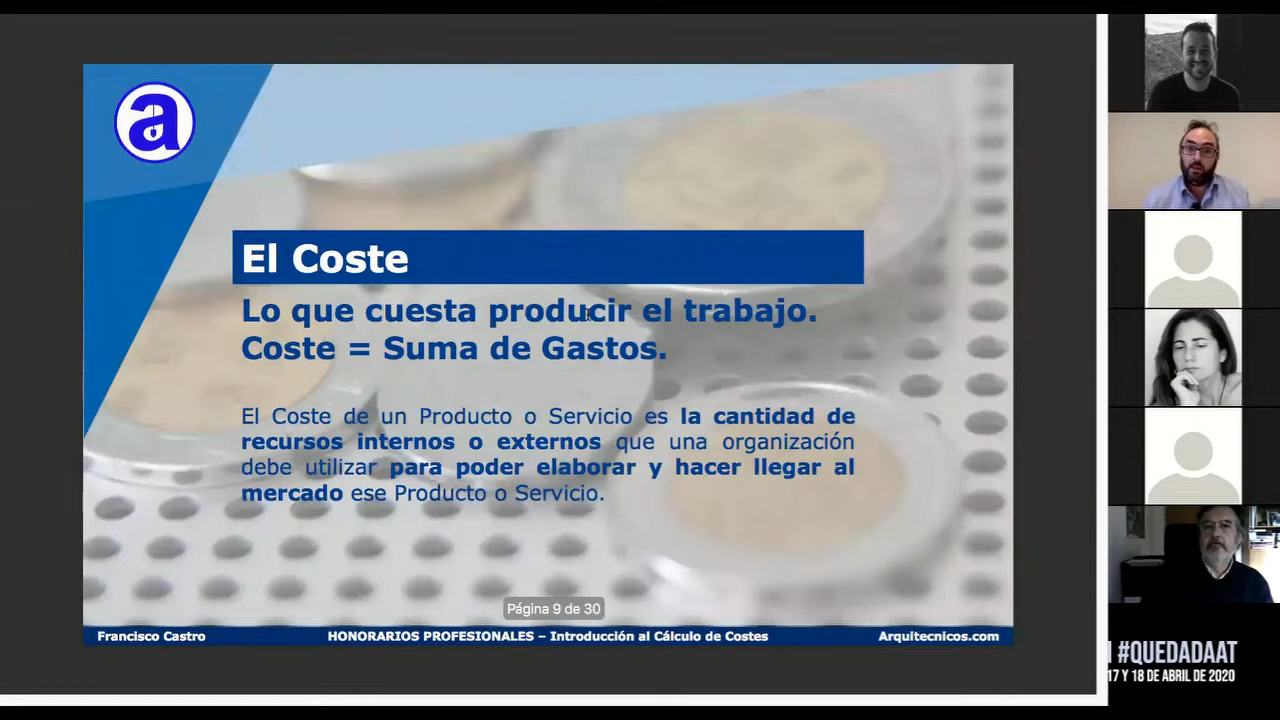 a
El Coste
Lo que cuesta producir el trabajo.
Coste = Suma de Gastos.
El Coste de un Producto o Servicio es la cantidad de
recursos internos o externos que una organización
debe utilizar para poder elaborar y hacer llegar al
mercado ese Producto o Servicio.
Página 9 de 30
Francisco Castro
HONORARIOS PROFESIONALES – Introducción al Cálculo de Costes
Arquitecnicos.com
#QUEDADAAT
17 Y 18 DE ABRIL DE 2020